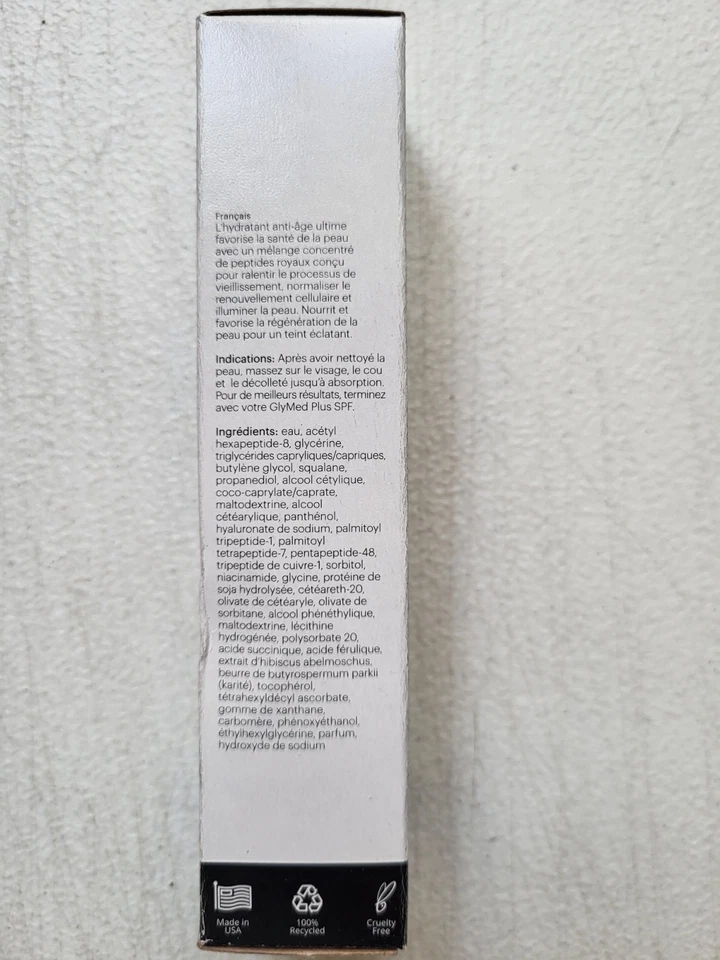 Français
L'hydratant anti-âge ultime
favorise la santé de la peau
avec un mélange concentré
de peptides royaux conçu
pour ralentir le processus de
vieillissement, normaliser le
renouvellement cellulaire et
illuminer la peau. Nourrit et
favorise la régénération de la
peau pour un teint éclatant.
Indications: Après avoir nettoyé la
peau, massez sur le visage, le cou
et le décolleté jusqu'à absorption.
Pour de meilleurs résultats, terminez
avec votre GlyMed Plus SPF.
Ingrédients: eau, acétyl
hexapeptide-8, glycérine,
triglycérides capryliques/capriques,
butylène glycol, squalane,
propanediol, alcool cétylique,
coco-caprylate/caprate,
maltodextrine, alcool
cétéarylique, panthénol,
hyaluronate de sodium, palmitoyl
tripeptide-1, palmitoyl
tetrapeptide-7, pentapeptide-48,
tripeptide de cuivre-1, sorbitol,
niacinamide, glycine, protéine de
soja hydrolysée, cétéareth-20,
olivate de cétéaryle, olivate de
sorbitane, alcool phénéthylique,
maltodextrine, lécithine
hydrogénée, polysorbate 20,
acide succinique, acide férulique,
extrait d'hibiscus abelmoschus,
beurre de butyrospermum parkii
(karité), tocophérol,
tétrahexyldécyl ascorbate,
gomme de xanthane,
carbomère, phénoxyéthanol,
éthylhexylglycérine, parfum,
hydroxyde de sodium
Made in
USA
100%
Recycled
Cruelty
Free